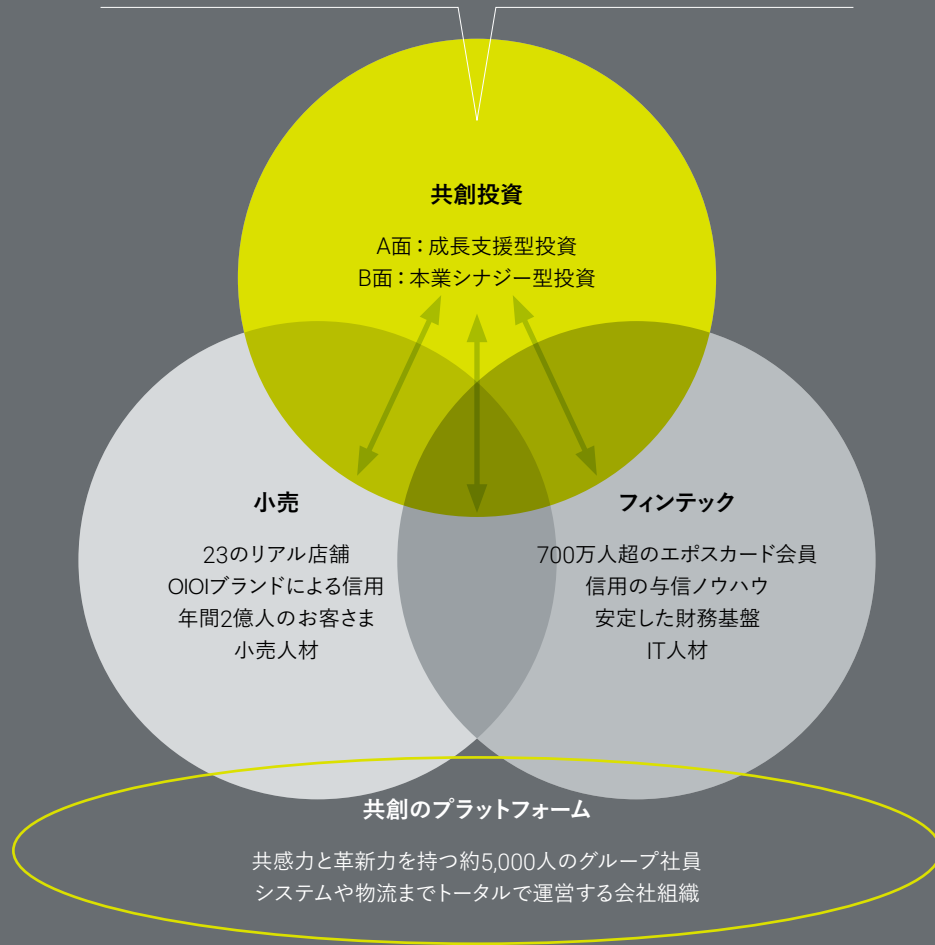 共創投資
A面：成長支援型投資
B面：本業シナジー型投資
小売
23のリアル店舗
OIOIブランドによる信用
年間2億人のお客さま
小売人材
フィンテック
700万人超のエポスカード会員
信用の与信ノウハウ
安定した財務基盤
IT人材
共創のプラットフォーム
共感力と革新力を持つ約5,000人のグループ社員
システムや物流までトータルで運営する会社組織